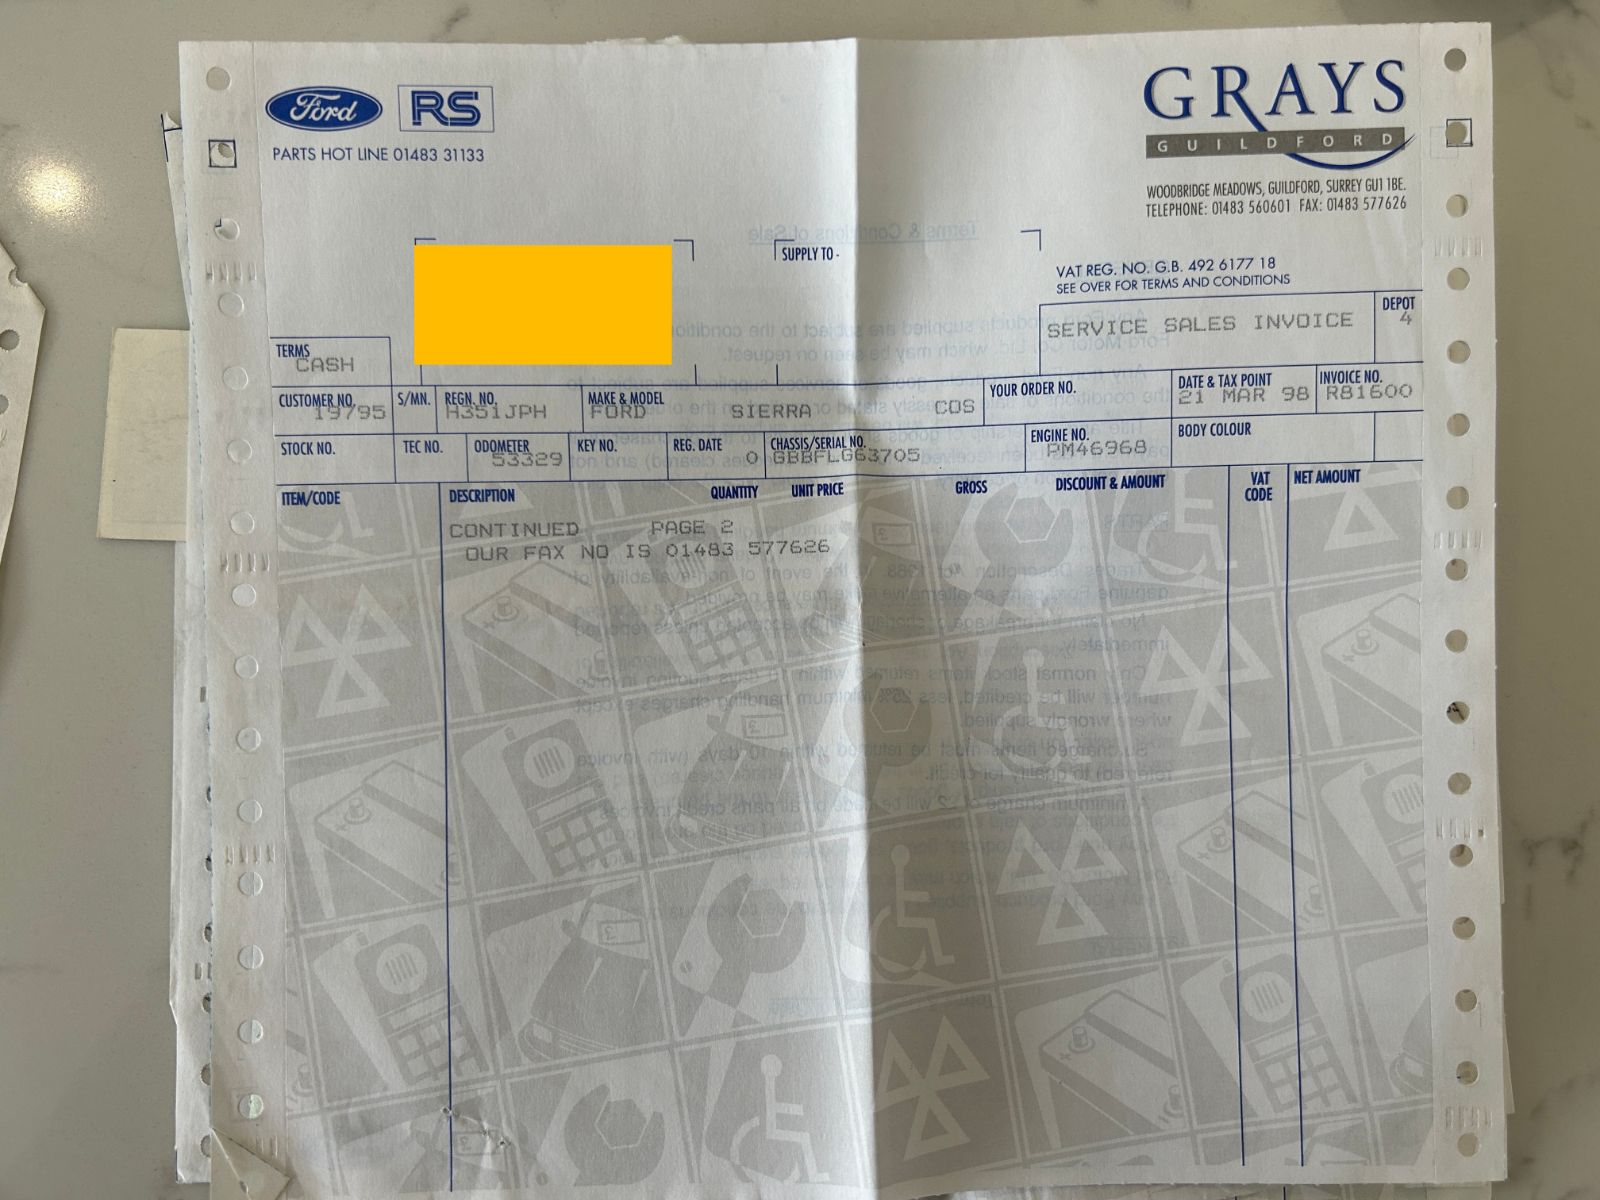 Ford RS
PARTS HOT LINE 01483 31133
GRAYS
GUILDFORD
WOODBRIDGE MEADOWS, GUILDFORD, SURREY GU1 1BE.
TELEPHONE: 01483 560601 FAX: 01483 577626
SUPPLY TO -
VAT REG. NO. G.B. 492 6177 18
SEE OVER FOR TERMS AND CONDITIONS
SERVICE SALES INVOICE
DEPOT
4
TERMS
CASH
CUSTOMER NO. S/MN. REGN. NO. MAKE & MODEL YOUR ORDER NO. DATE & TAX POINT INVOICE NO.
19795 H351JPH FORD SIERRA COS 21 MAR 98 R81600
STOCK NO. TEC NO. ODOMETER KEY NO. REG. DATE CHASSIS/SERIAL NO. ENGINE NO. BODY COLOUR
53329 0 GBBFLG63705 PM46968
ITEM/CODE DESCRIPTION QUANTITY UNIT PRICE GROSS DISCOUNT & AMOUNT VAT CODE NET AMOUNT
CONTINUED PAGE 2
OUR FAX NO IS 01483 577626